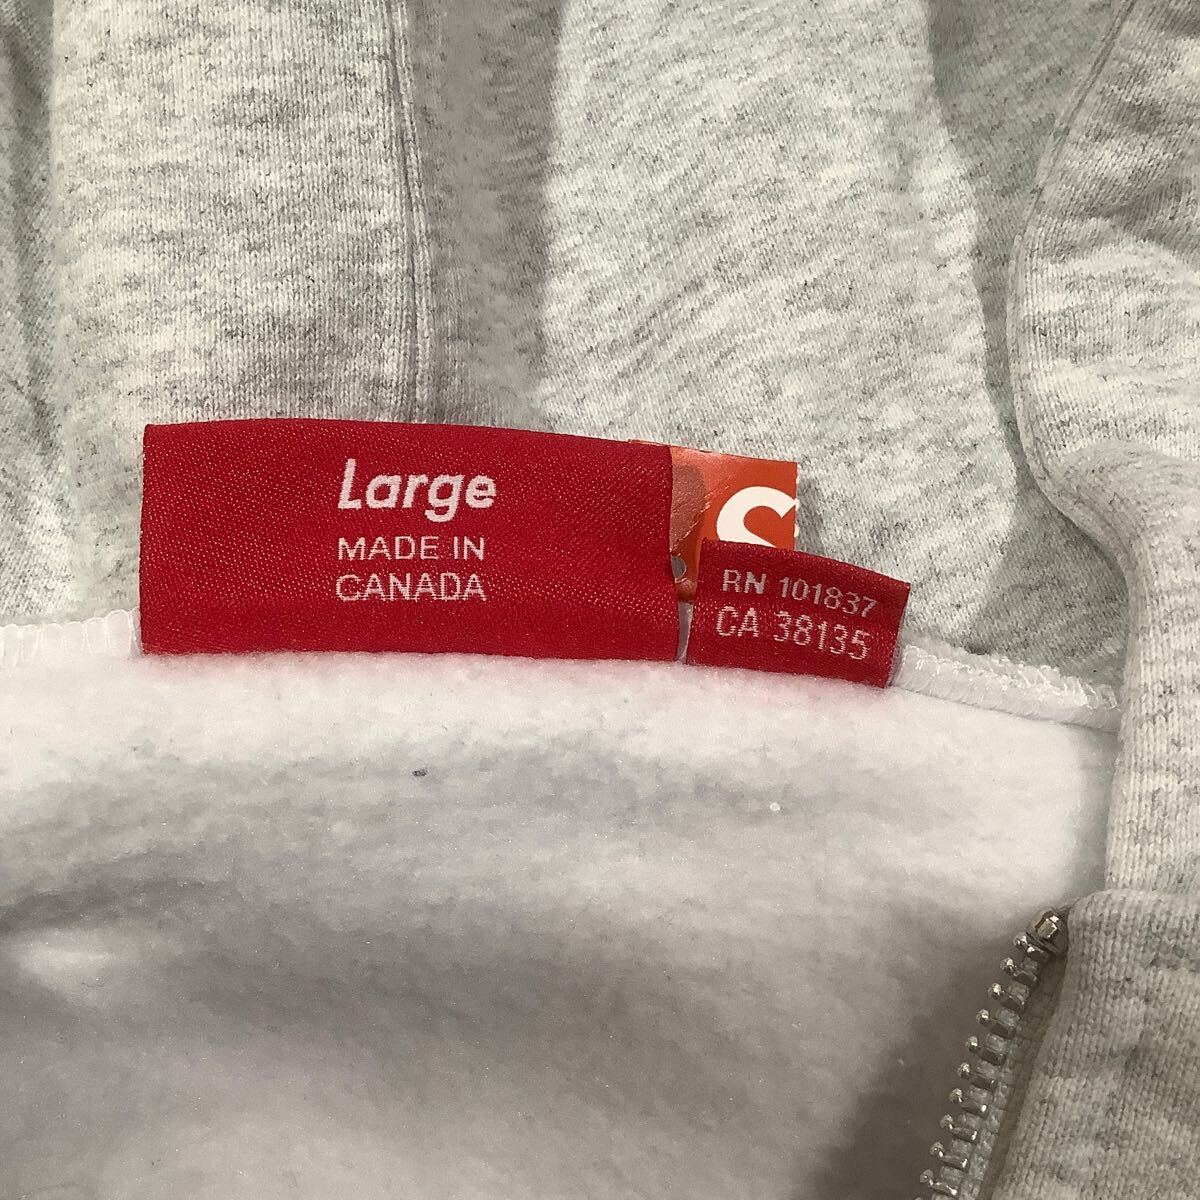 Large
MADE IN
CANADA
S
RN 101837
CA 38135